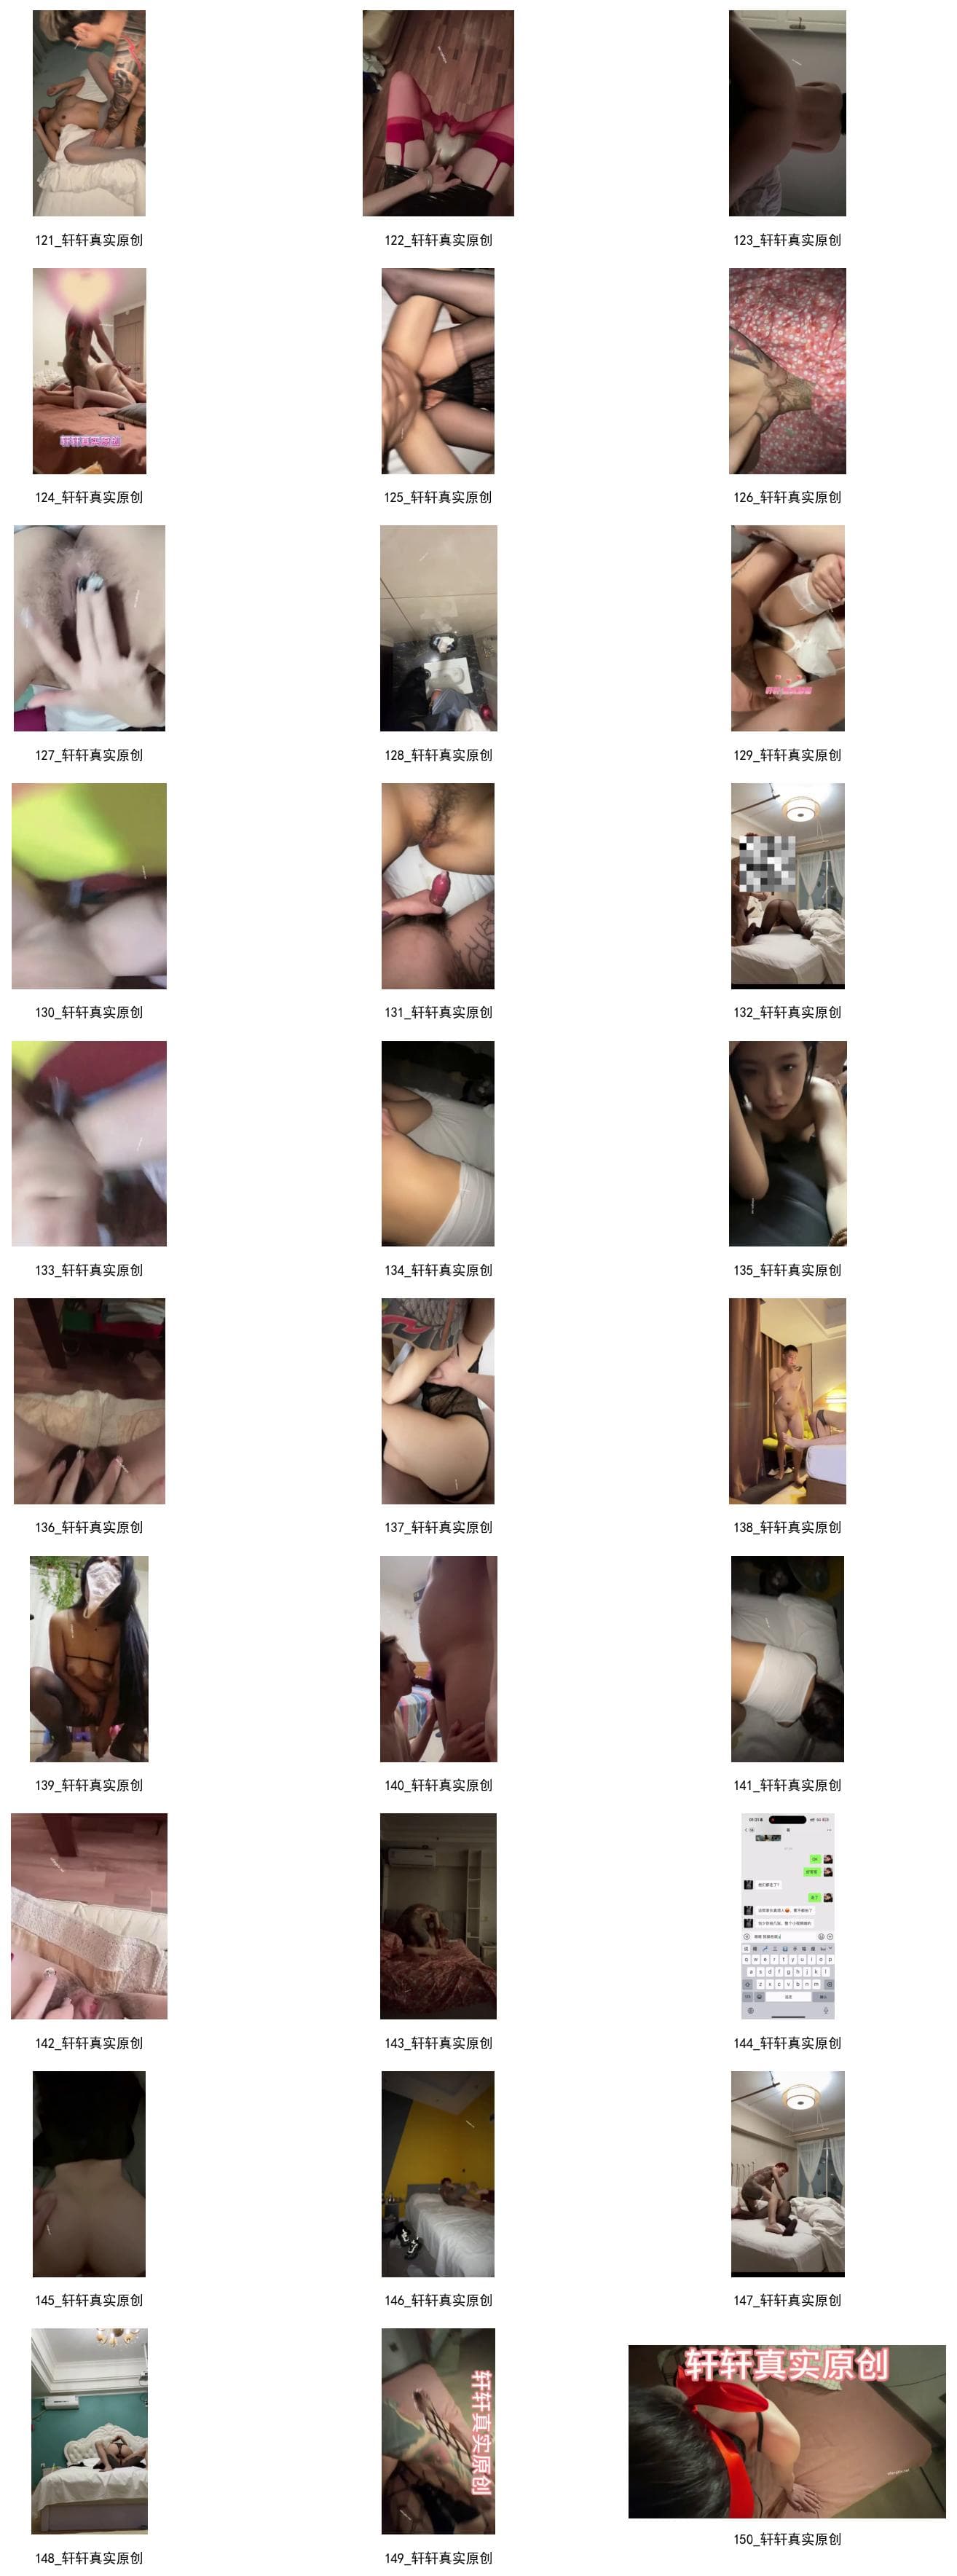 121_轩轩真实原创
122_轩轩真实原创
123_轩轩真实原创
轩轩真实原创
124_轩轩真实原创
125_轩轩真实原创
126_轩轩真实原创
127_轩轩真实原创
128_轩轩真实原创
129_轩轩真实原创
130_轩轩真实原创
131_轩轩真实原创
132_轩轩真实原创
133_轩轩真实原创
134_轩轩真实原创
135_轩轩真实原创
136_轩轩真实原创
137_轩轩真实原创
138_轩轩真实原创
139_轩轩真实原创
140_轩轩真实原创
141_轩轩真实原创
142_轩轩真实原创
143_轩轩真实原创
144_轩轩真实原创
145_轩轩真实原创
146_轩轩真实原创
147_轩轩真实原创
轩轩真实原创
轩轩真实原创
148_轩轩真实原创
149_轩轩真实原创
150_轩轩真实原创